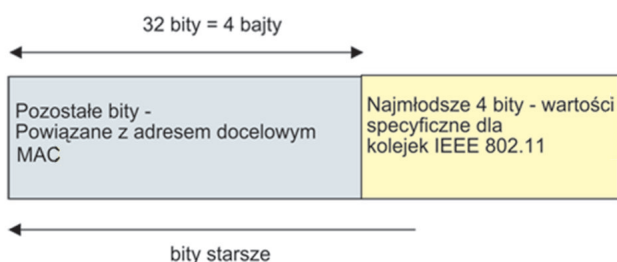 32 bity = 4 bajty
Pozostałe bity -
Powiązane z adresem docelowym
MAC
Najmłodsze 4 bity - wartości
specyficzne dla
kolejek IEEE 802.11
bity starsze